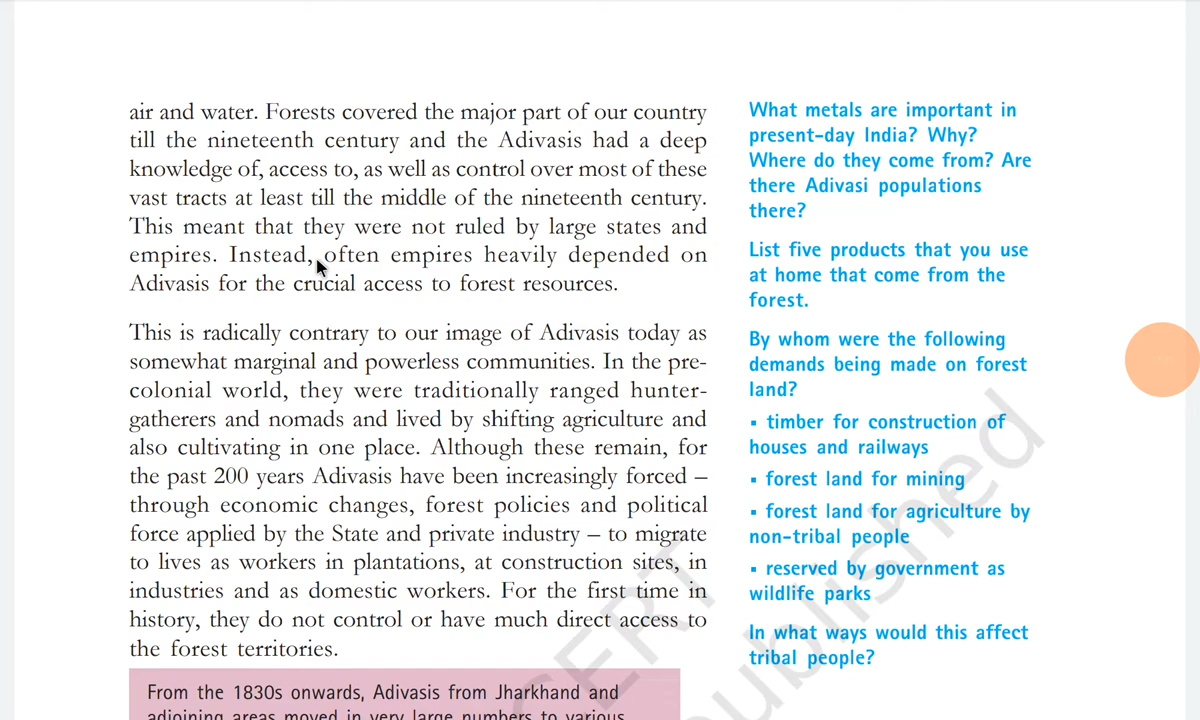 air and water. Forests covered the major part of our country
till the nineteenth century and the Adivasis had a deep
knowledge of, access to, as well as control over most of these
vast tracts at least till the middle of the nineteenth century.
This meant that they were not ruled by large states and
empires. Instead, often empires heavily depended on
Adivasis for the crucial access to forest resources.
This is radically contrary to our image of Adivasis today as
somewhat marginal and powerless communities. In the pre-
colonial world, they were traditionally ranged hunter-
gatherers and nomads and lived by shifting agriculture and
also cultivating in one place. Although these remain, for
the past 200 years Adivasis have been increasingly forced –
through economic changes, forest policies and political
force applied by the State and private industry – to migrate
to lives as workers in plantations, at construction sites, in
industries and as domestic workers. For the first time in
history, they do not control or have much direct access to
the forest territories.
From the 1830s onwards, Adivasis from Jharkhand and
adjoining areas moved in very large numbers to various
What metals are important in
present-day India? Why?
Where do they come from? Are
there Adivasi populations
there?
List five products that you use
at home that come from the
forest.
By whom were the following
demands being made on forest
land?
▪ timber for construction of
houses and railways
▪ forest land for mining
▪ forest land for agriculture by
non-tribal people
▪ reserved by government as
wildlife parks
In what ways would this affect
tribal people?